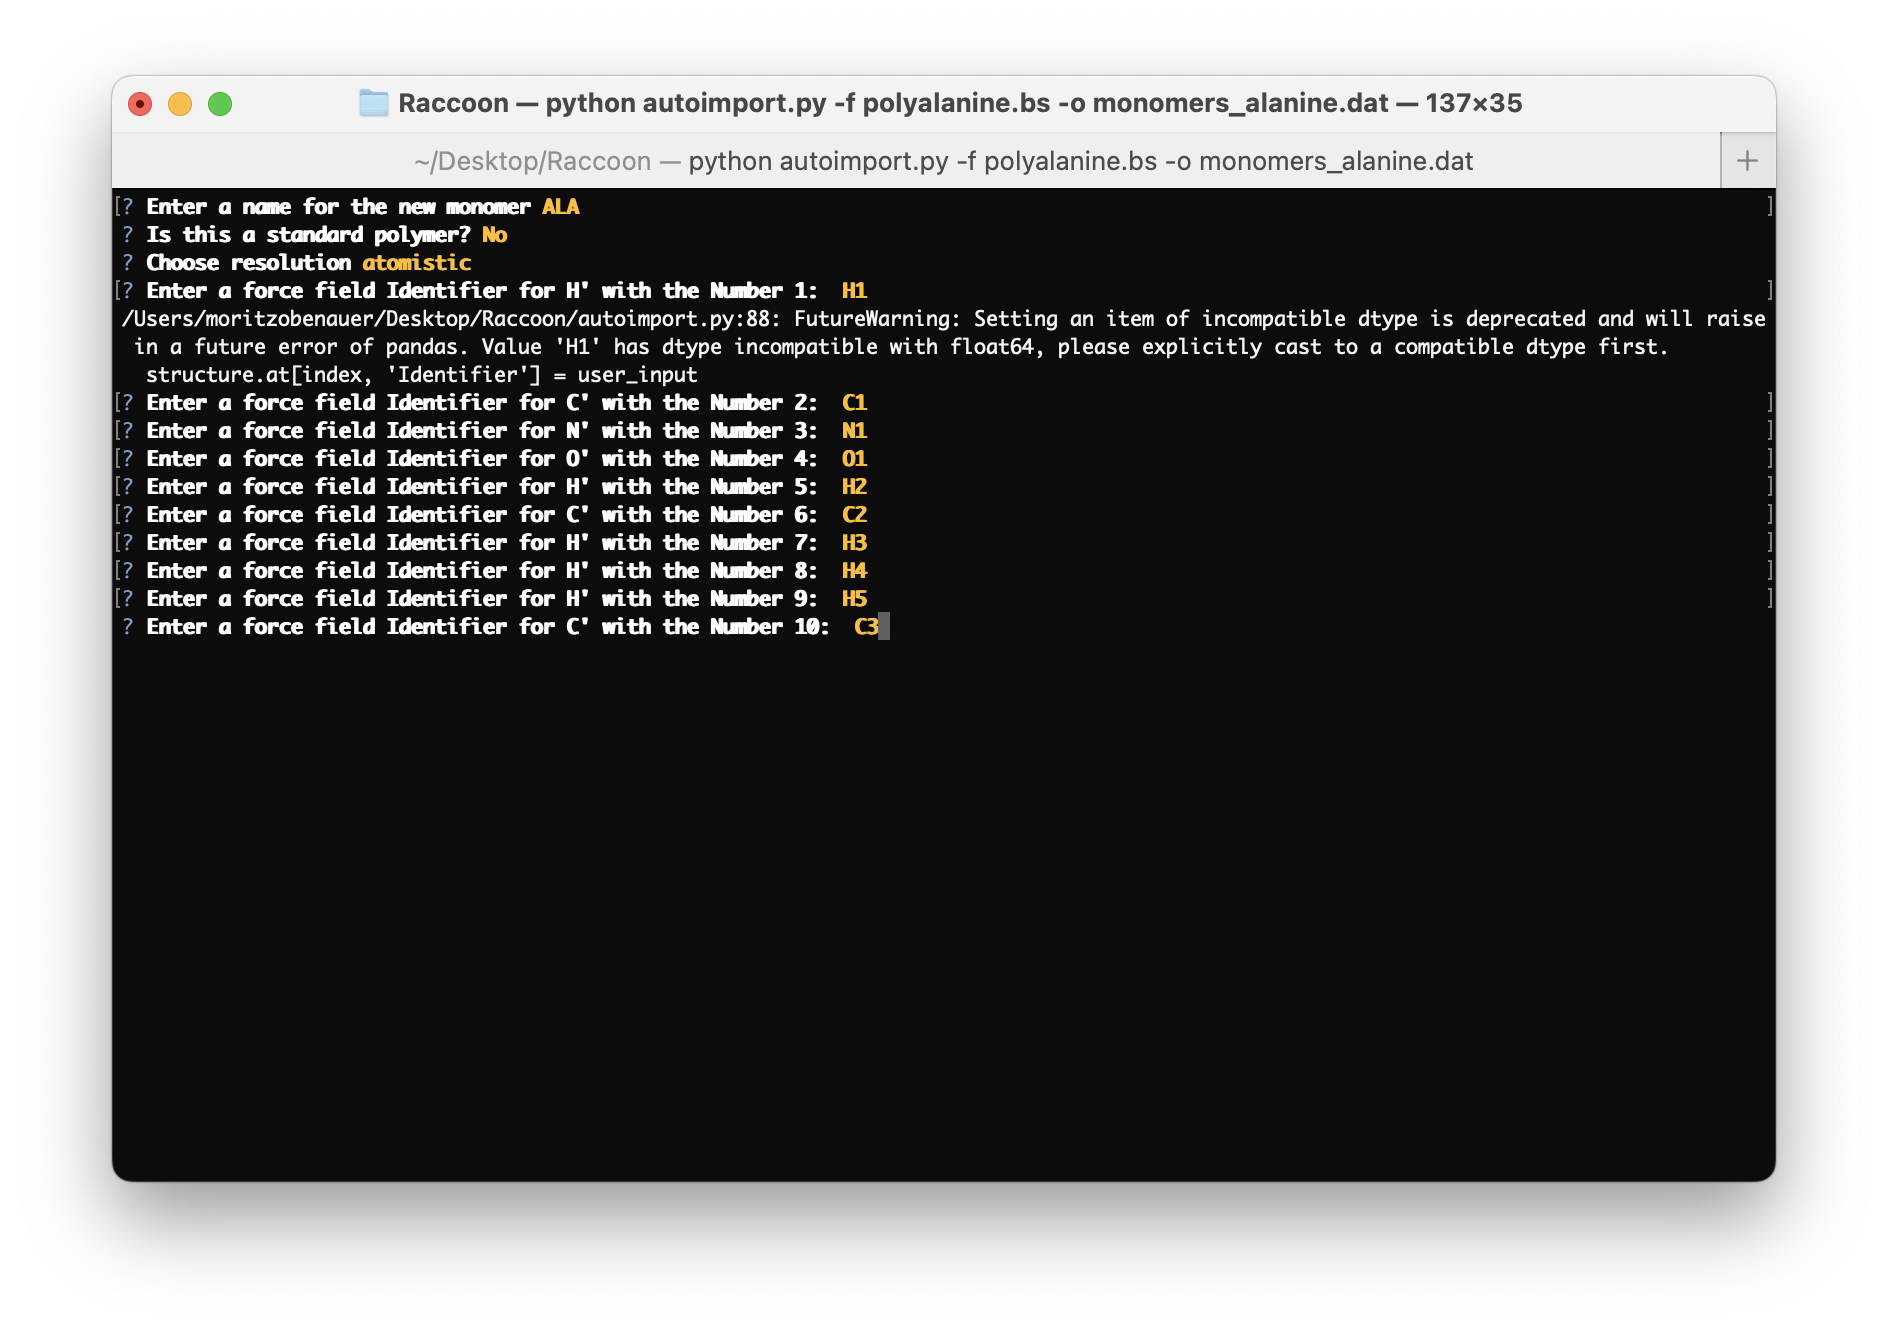 Raccoon — python autoimport.py -f polyalanine.bs -o monomers_alanine.dat — 137×35
~/Desktop/Raccoon — python autoimport.py -f polyalanine.bs -o monomers_alanine.dat +
[? Enter a name for the new monomer ALA ]
? Is this a standard polymer? No
? Choose resolution atomistic
[? Enter a force field Identifier for H' with the Number 1:  H1 ]
/Users/moritzobenauer/Desktop/Raccoon/autoimport.py:88: FutureWarning: Setting an item of incompatible dtype is deprecated and will raise
in a future error of pandas. Value 'H1' has dtype incompatible with float64, please explicitly cast to a compatible dtype first.
structure.at[index, 'Identifier'] = user_input
[? Enter a force field Identifier for C' with the Number 2:  C1 ]
[? Enter a force field Identifier for N' with the Number 3:  N1 ]
[? Enter a force field Identifier for O' with the Number 4:  O1 ]
[? Enter a force field Identifier for H' with the Number 5:  H2 ]
[? Enter a force field Identifier for C' with the Number 6:  C2 ]
[? Enter a force field Identifier for H' with the Number 7:  H3 ]
[? Enter a force field Identifier for H' with the Number 8:  H4 ]
[? Enter a force field Identifier for H' with the Number 9:  H5 ]
? Enter a force field Identifier for C' with the Number 10:  C3